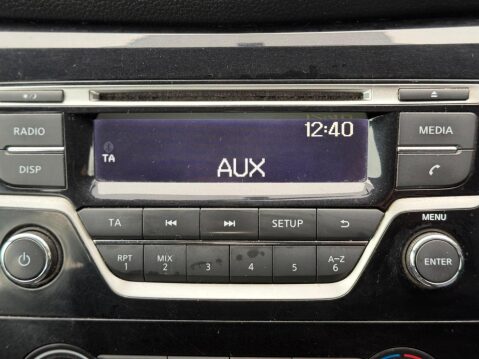 RADIO
DISP
12:40
TA
AUX
MEDIA
TA
SETUP
MENU
ENTER
RPT
1
MIX
2
3
4
5
A-Z
6